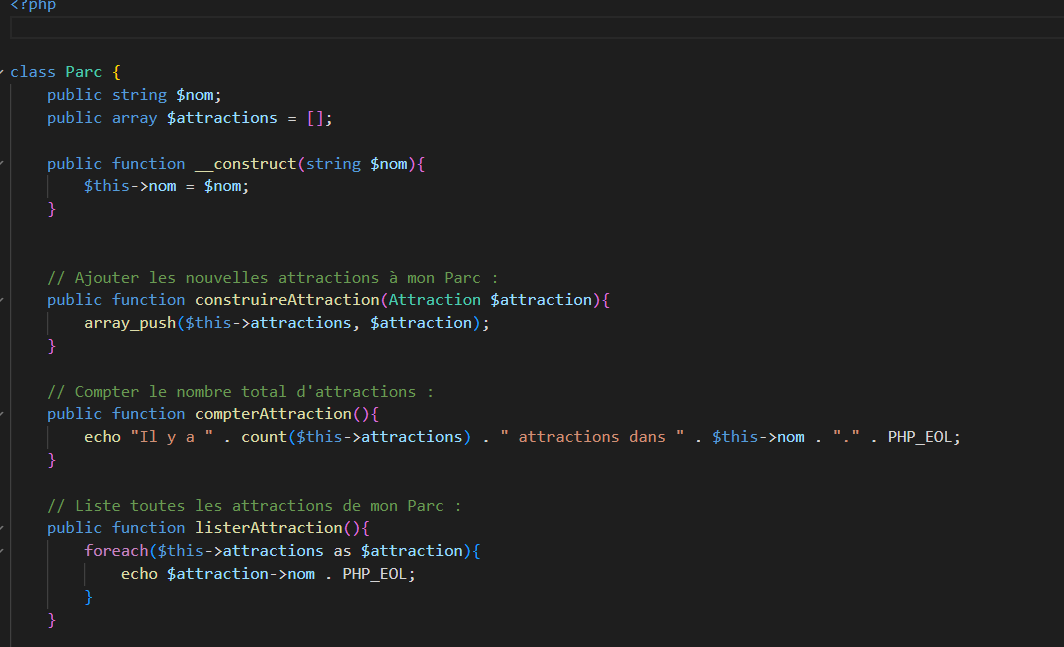 <?php
class Parc {
public string $nom;
public array $attractions = [];
public function __construct(string $nom){
$this->nom = $nom;
}
// Ajouter les nouvelles attractions à mon Parc :
public function construireAttraction(Attraction $attraction){
array_push($this->attractions, $attraction);
}
// Compter le nombre total d'attractions :
public function compterAttraction(){
echo "Il y a " . count($this->attractions) . " attractions dans " . $this->nom . "." . PHP_EOL;
}
// Liste toutes les attractions de mon Parc :
public function listerAttraction(){
foreach($this->attractions as $attraction){
echo $attraction->nom . PHP_EOL;
}
}